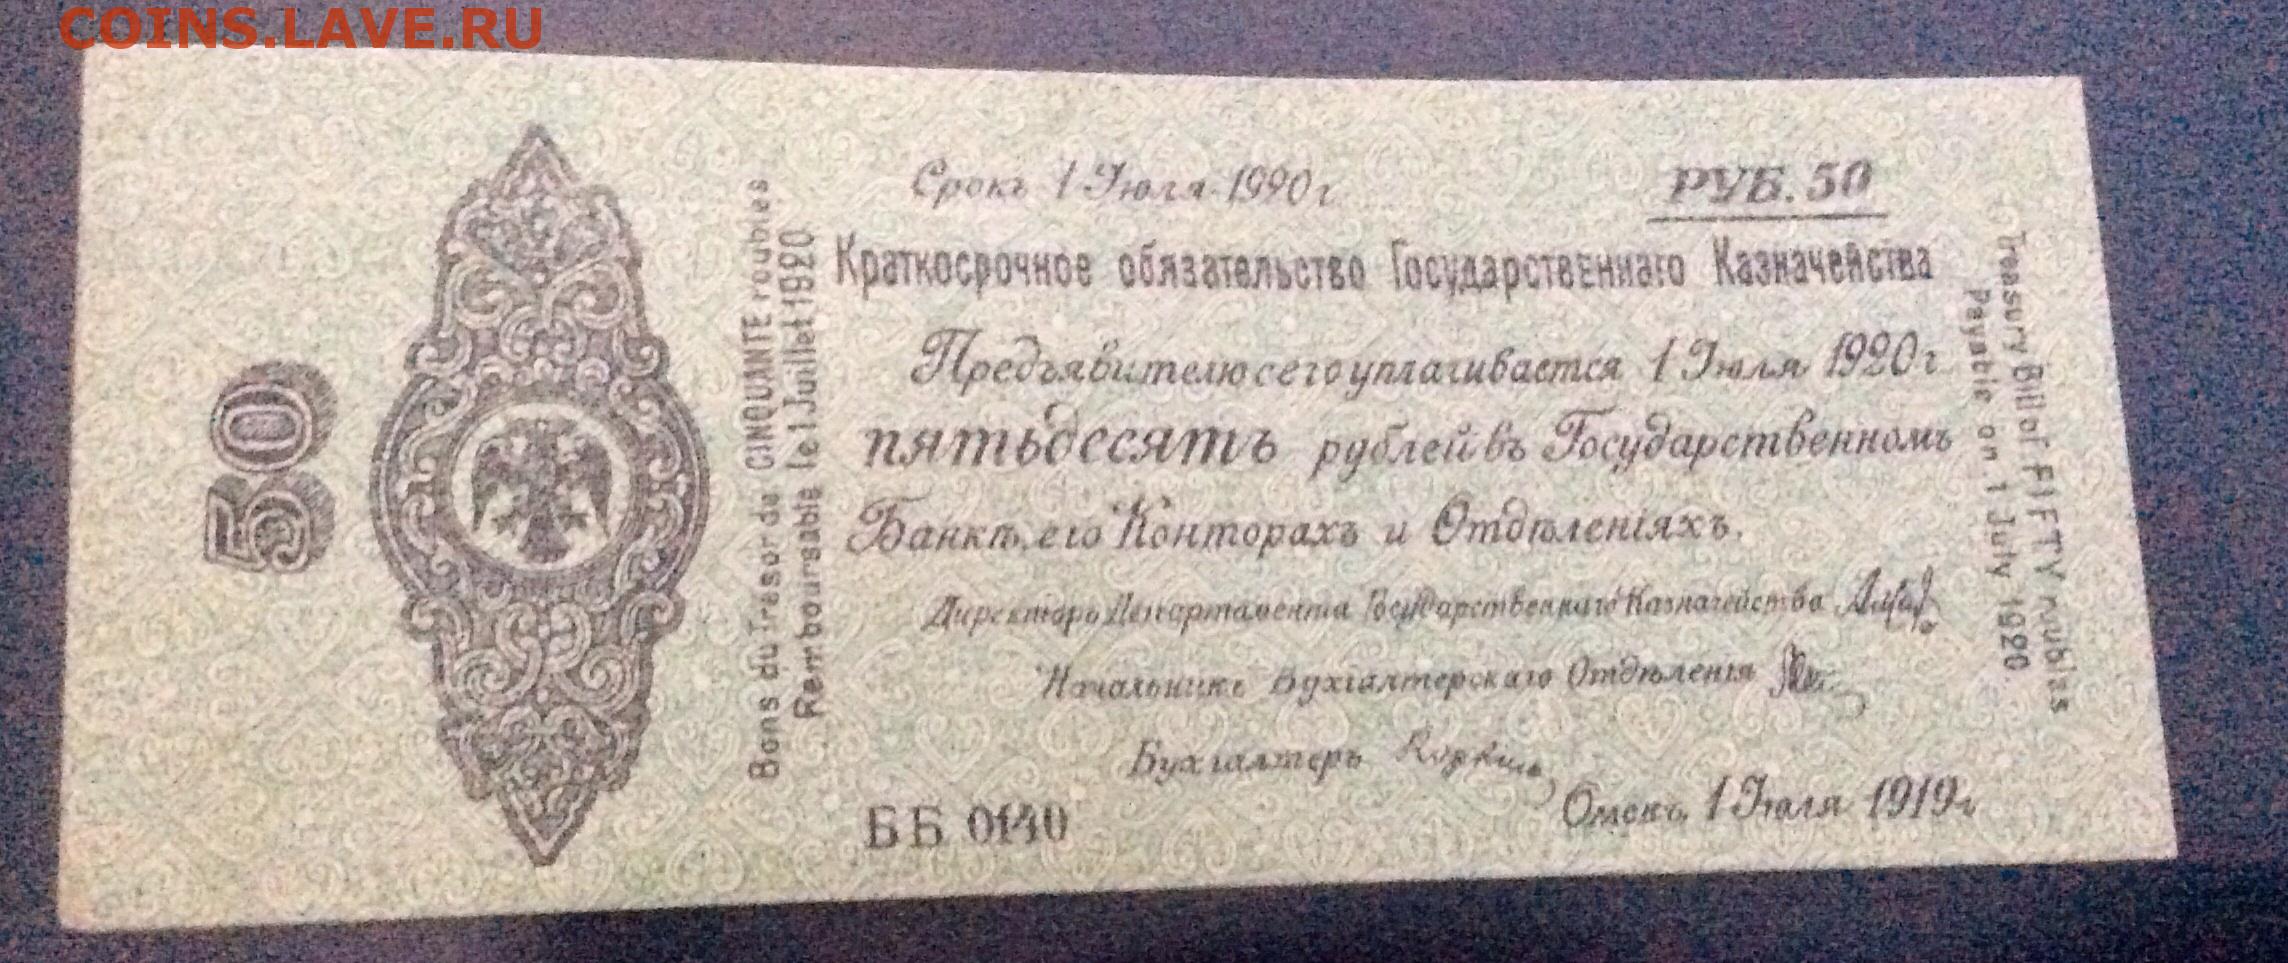 COINS.LAVE.RU
Срокъ 1 Іюля 1990 г.
РУБ. 50
Краткосрочное обязательство Государственнаго Казначейства
Предъявителю сего уплачивается 1 Іюля 1920 г.
пятьдесятъ рублей въ Государственномъ
Банкѣ, его Конторахъ и Отдѣленіяхъ.
Директоръ Департамента Государственнаго Казначейства
Начальникъ Бухгалтерскаго Отдѣленія
Бухгалтеръ
ББ 0140
Омскъ, 1 Іюля 1919 г.
50
Bons du Trésor de CINQUANTE roubles
Remboursable le 1 Juillet 1920.
Treasury Bill of FIFTY roubles
Payable on 1 July 1920